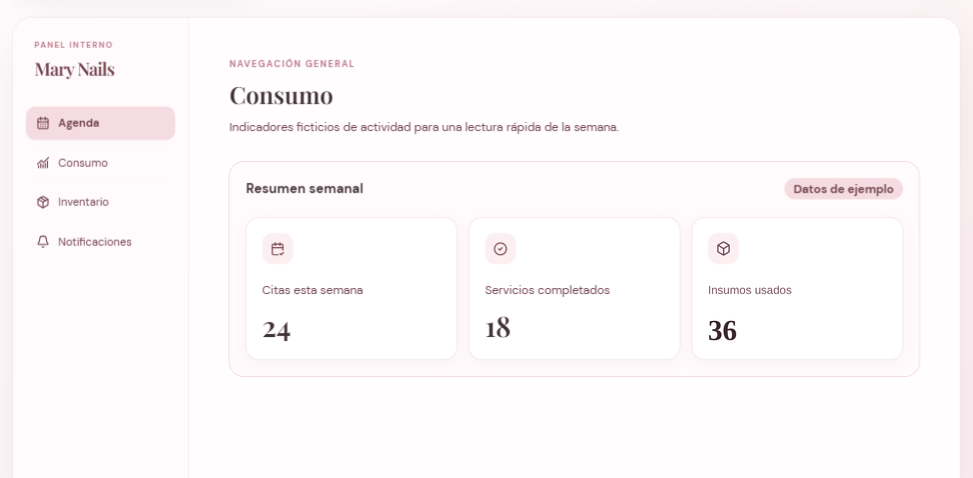 PANEL INTERNO
Mary Nails
Agenda
Consumo
Inventario
Notificaciones
NAVEGACIÓN GENERAL
Consumo
Indicadores ficticios de actividad para una lectura rápida de la semana.
Resumen semanal
Datos de ejemplo
Citas esta semana
24
Servicios completados
18
Insumos usados
36